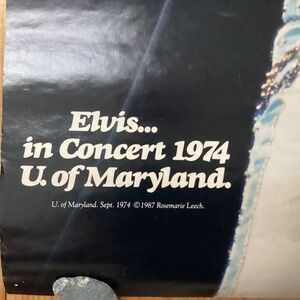 Elvis...
in Concert 1974
U. of Maryland.
U. of Maryland. Sept. 1974 © 1987 Rosemarie Leech.